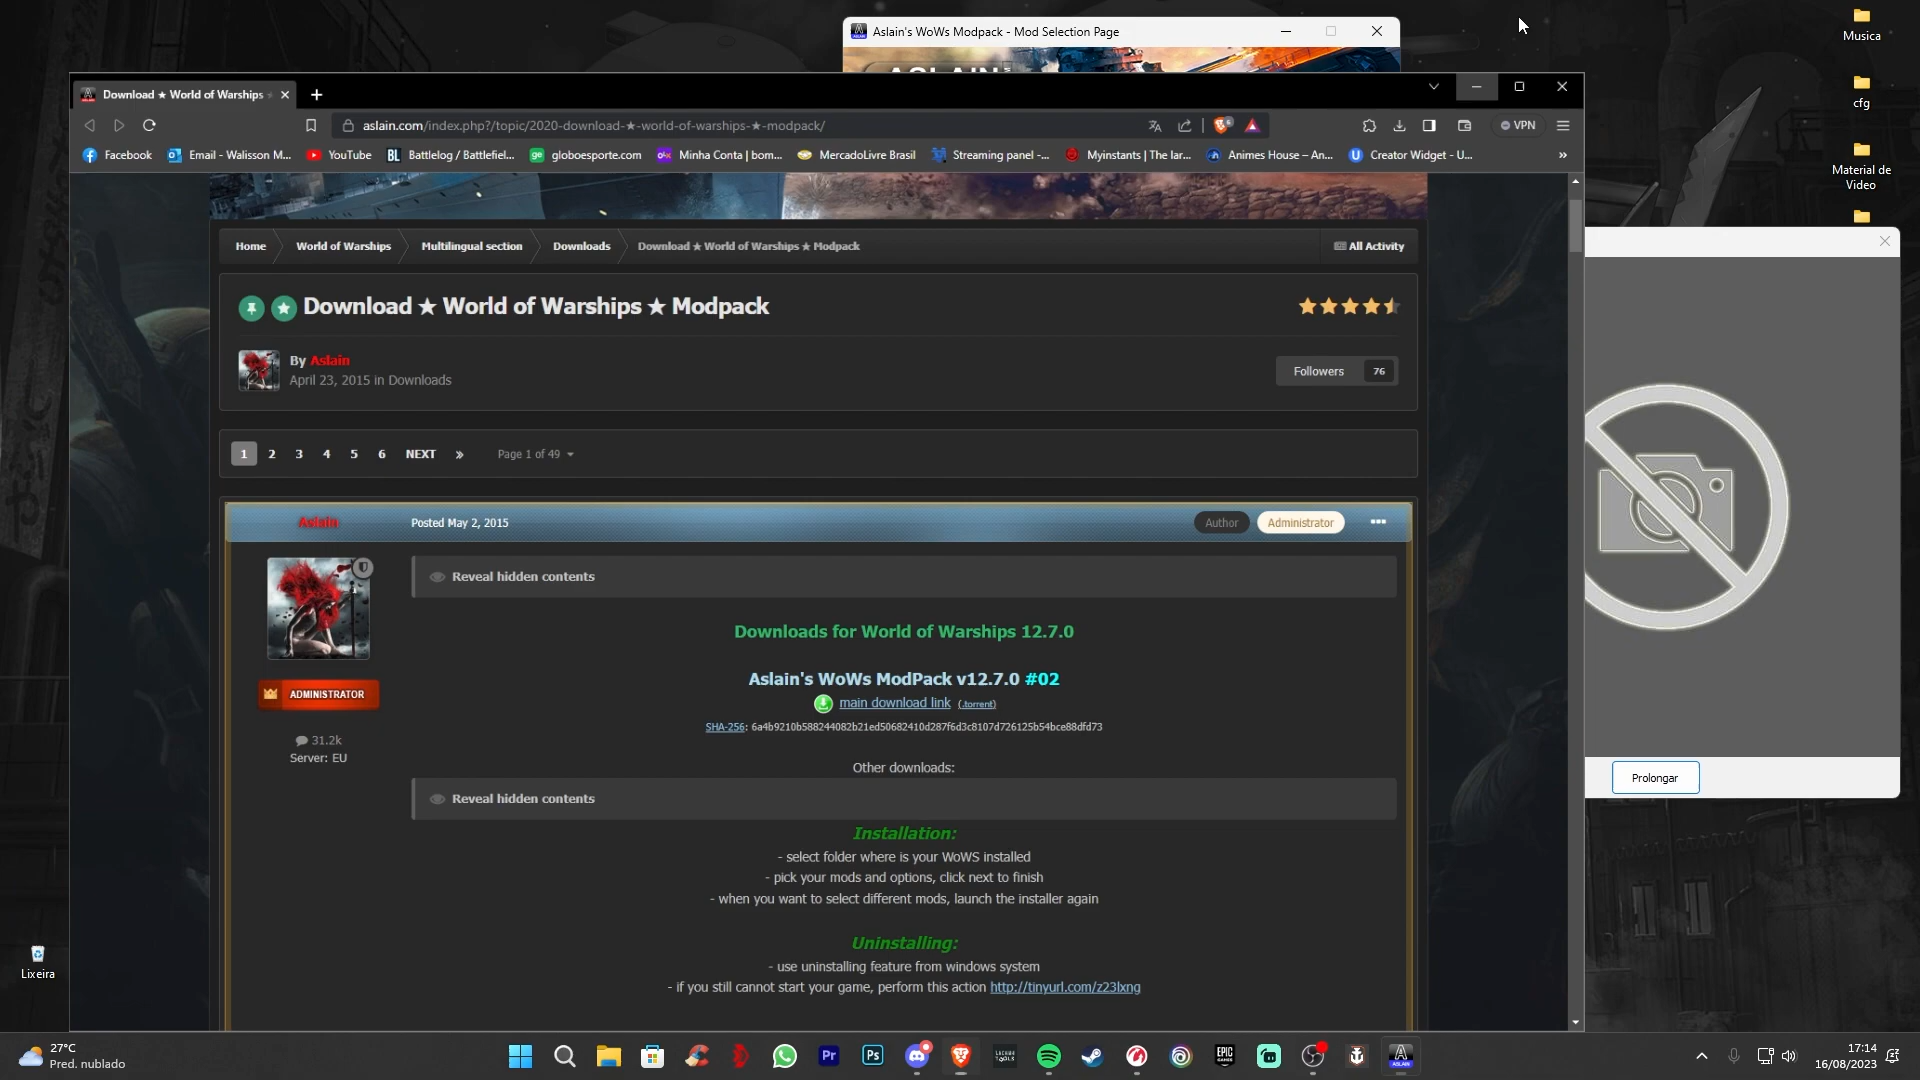 Aslain's WoWs Modpack - Mod Selection Page
Musica
cfg
Material de
Video
Download ★ World of Warships
aslain.com/index.php?/topic/2020-download-★-world-of-warships-★-modpack/
VPN
Facebook
Email - Walisson M...
YouTube
BL Battlelog / Battlefiel...
ge globoesporte.com
olx Minha Conta | bom...
MercadoLivre Brasil
Streaming panel -...
Myinstants | The lar...
Animes House – An...
U Creator Widget - U...
»
Home
World of Warships
Multilingual section
Downloads
Download ★ World of Warships ★ Modpack
All Activity
Download ★ World of Warships ★ Modpack
By Aslain
April 23, 2015 in Downloads
Followers 76
1 2 3 4 5 6 NEXT » Page 1 of 49
Aslain
Posted May 2, 2015
Author
Administrator
Reveal hidden contents
ADMINISTRATOR
31.2k
Server: EU
Downloads for World of Warships 12.7.0
Aslain's WoWs ModPack v12.7.0 #02
main download link (.torrent)
SHA-256: 6a4b9210b588244082b21ed50682410d287f6d3c8107d726125b54bce88dfd73
Other downloads:
Reveal hidden contents
Installation:
- select folder where is your WoWS installed
- pick your mods and options, click next to finish
- when you want to select different mods, launch the installer again
Uninstalling:
- use uninstalling feature from windows system
- if you still cannot start your game, perform this action http://tinyurl.com/z23lxng
Prolongar
Lixeira
27°C
Pred. nublado
Pr
Ps
EPIC
GAMES
ASLAIN
17:14
16/08/2023